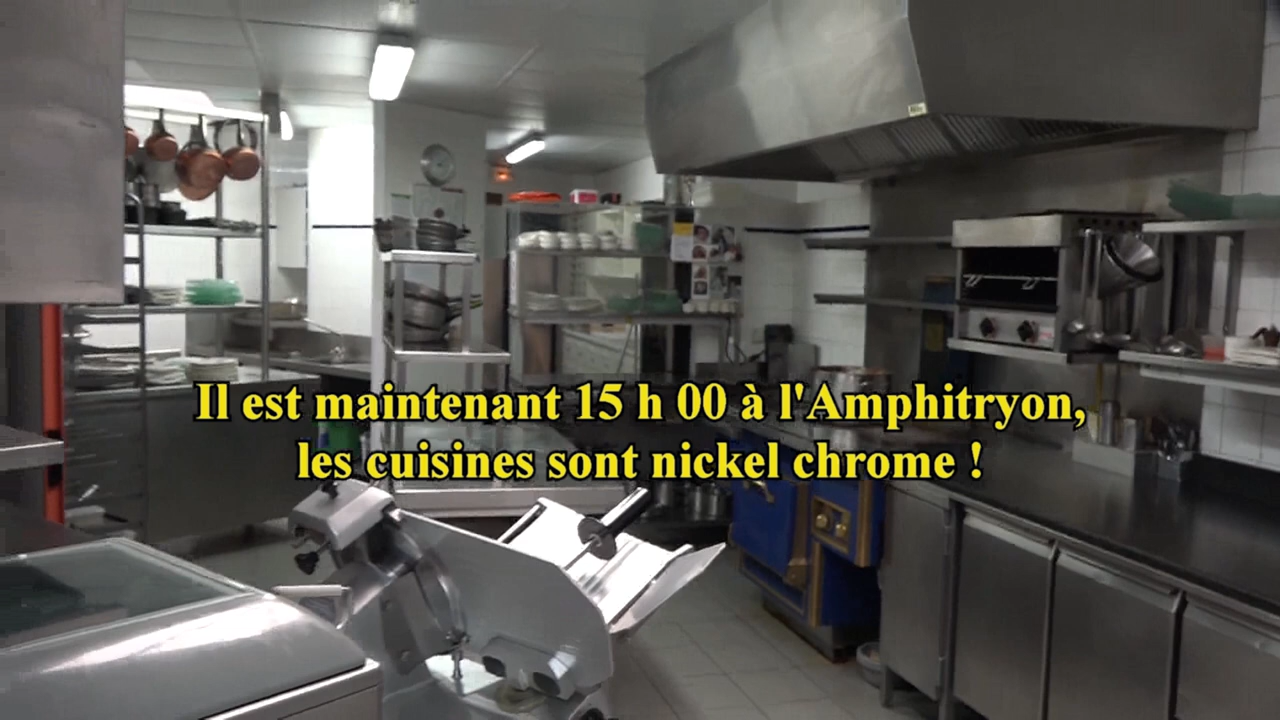 Il est maintenant 15 h 00 à l'Amphitryon,
les cuisines sont nickel chrome !